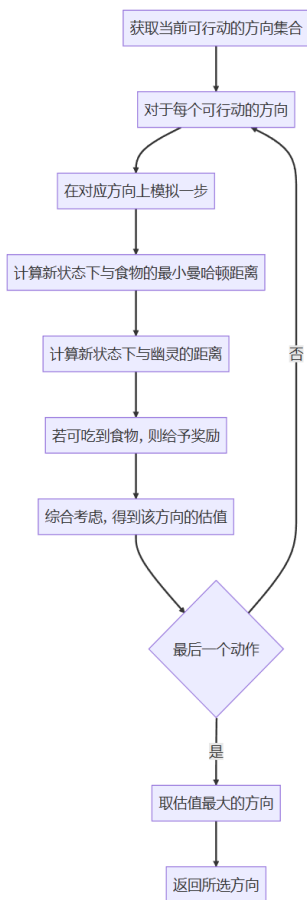 获取当前可行动的方向集合
对于每个可行动的方向
在对应方向上模拟一步
计算新状态下与食物的最小曼哈顿距离
计算新状态下与幽灵的距离
否
若可吃到食物, 则给予奖励
综合考虑, 得到该方向的估值
最后一个动作
是
取估值最大的方向
返回所选方向